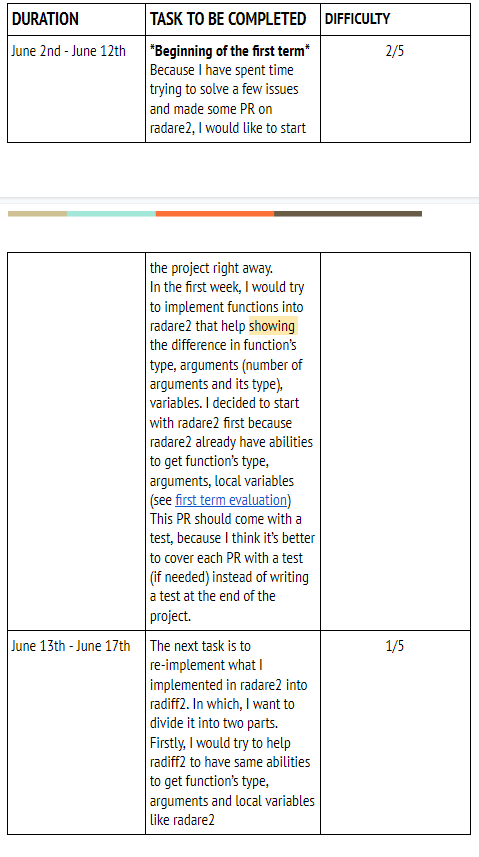 DURATION TASK TO BE COMPLETED DIFFICULTY
June 2nd - June 12th
*Beginning of the first term*
Because I have spent time
trying to solve a few issues
and made some PR on
radare2, I would like to start
2/5
the project right away.
In the first week, I would try
to implement functions into
radare2 that help showing
the difference in function's
type, arguments (number of
arguments and its type),
variables. I decided to start
with radare2 first because
radare2 already have abilities
to get function's type,
arguments, local variables
(see first term evaluation)
This PR should come with a
test, because I think it's better
to cover each PR with a test
(if needed) instead of writing
a test at the end of the
project.
June 13th - June 17th
The next task is to
re-implement what I
implemented in radare2 into
radiff2. In which, I want to
divide it into two parts.
Firstly, I would try to help
radiff2 to have same abilities
to get function's type,
arguments and local variables
like radare2
1/5